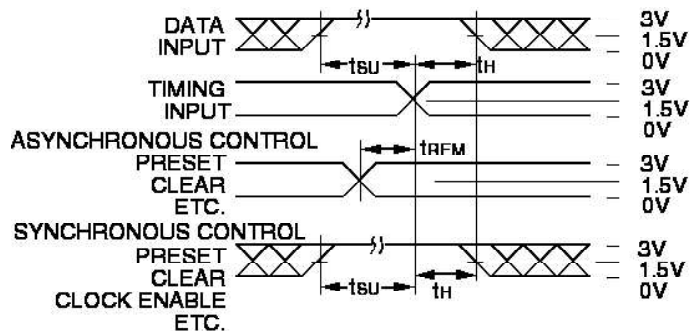 DATA
INPUT
3V
1.5V
0V
tSU
tH
TIMING
INPUT
3V
1.5V
0V
ASYNCHRONOUS CONTROL
PRESET
CLEAR
ETC.
tREM
3V
1.5V
0V
SYNCHRONOUS CONTROL
PRESET
CLEAR
CLOCK ENABLE
ETC.
tSU
tH
3V
1.5V
0V